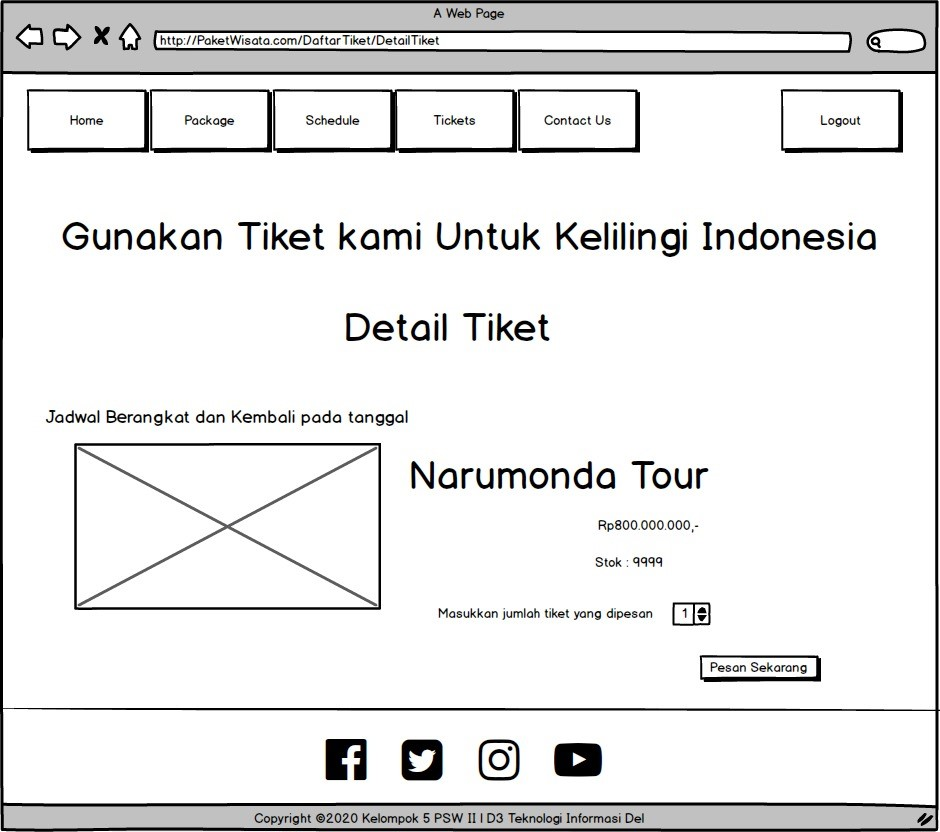 A Web Page
http://PaketWisata.com/DaftarTiket/DetailTiket
Home Package Schedule Tickets Contact Us Logout
Gunakan Tiket kami Untuk Kelilingi Indonesia
Detail Tiket
Jadwal Berangkat dan Kembali pada tanggal
Narumonda Tour
Rp800.000.000,-
Stok : 9999
Masukkan jumlah tiket yang dipesan 1
Pesan Sekarang
Copyright ©2020 Kelompok 5 PSW II | D3 Teknologi Informasi Del